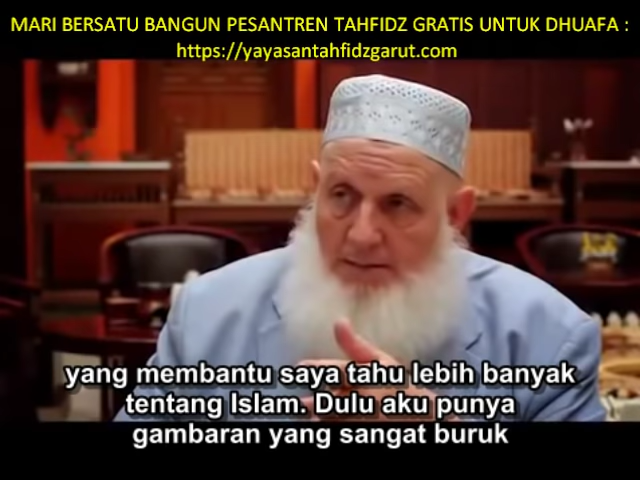 MARI BERSATU BANGUN PESANTREN TAHFIDZ GRATIS UNTUK DHUAFA :
https://yayasantahfidzgarut.com
yang membantu saya tahu lebih banyak
tentang Islam. Dulu aku punya
gambaran yang sangat buruk